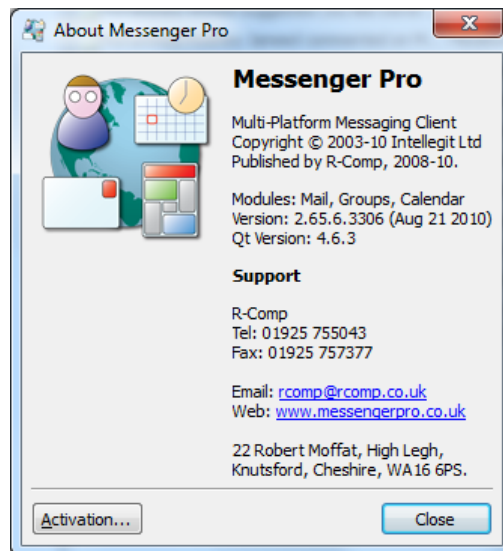 About Messenger Pro
Messenger Pro
Multi-Platform Messaging Client
Copyright © 2003-10 Intellegit Ltd
Published by R-Comp, 2008-10.
Modules: Mail, Groups, Calendar
Version: 2.65.6.3306 (Aug 21 2010)
Qt Version: 4.6.3
Support
R-Comp
Tel: 01925 755043
Fax: 01925 757377
Email: rcomp@rcomp.co.uk
Web: www.messengerpro.co.uk
22 Robert Moffat, High Legh,
Knutsford, Cheshire, WA16 6PS.
Activation...
Close